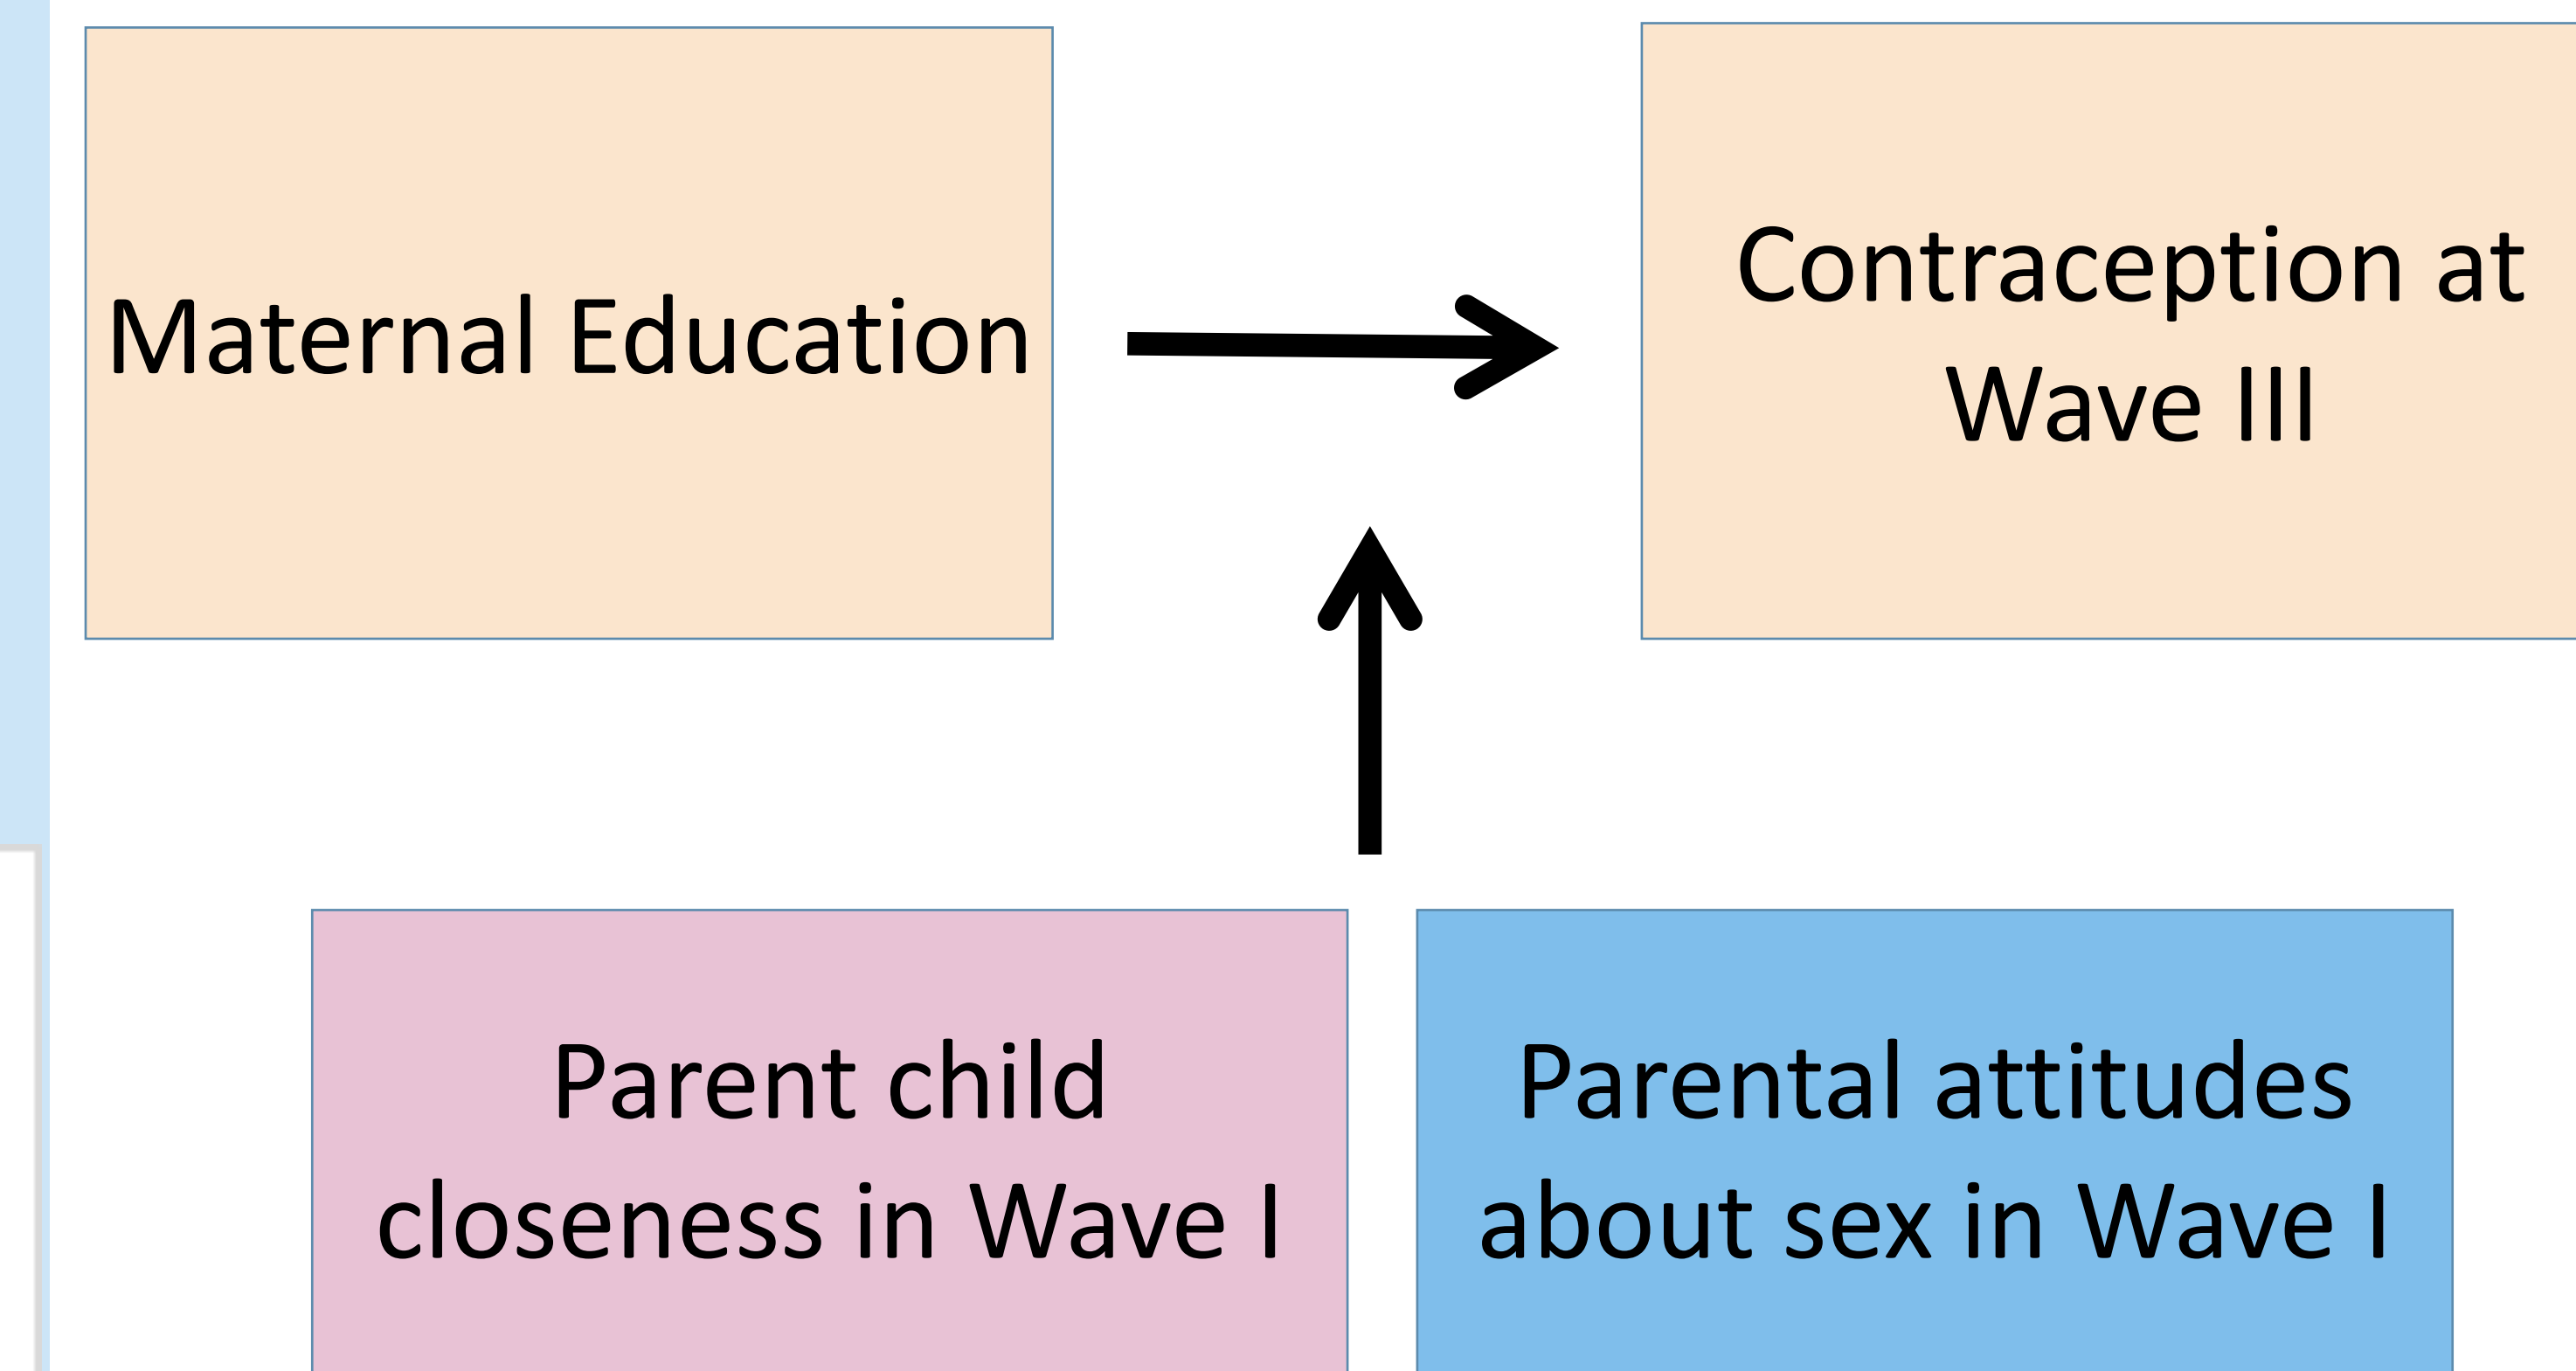 Maternal Education
Contraception at
Wave III
Parent child
closeness in Wave I
Parental attitudes
about sex in Wave I